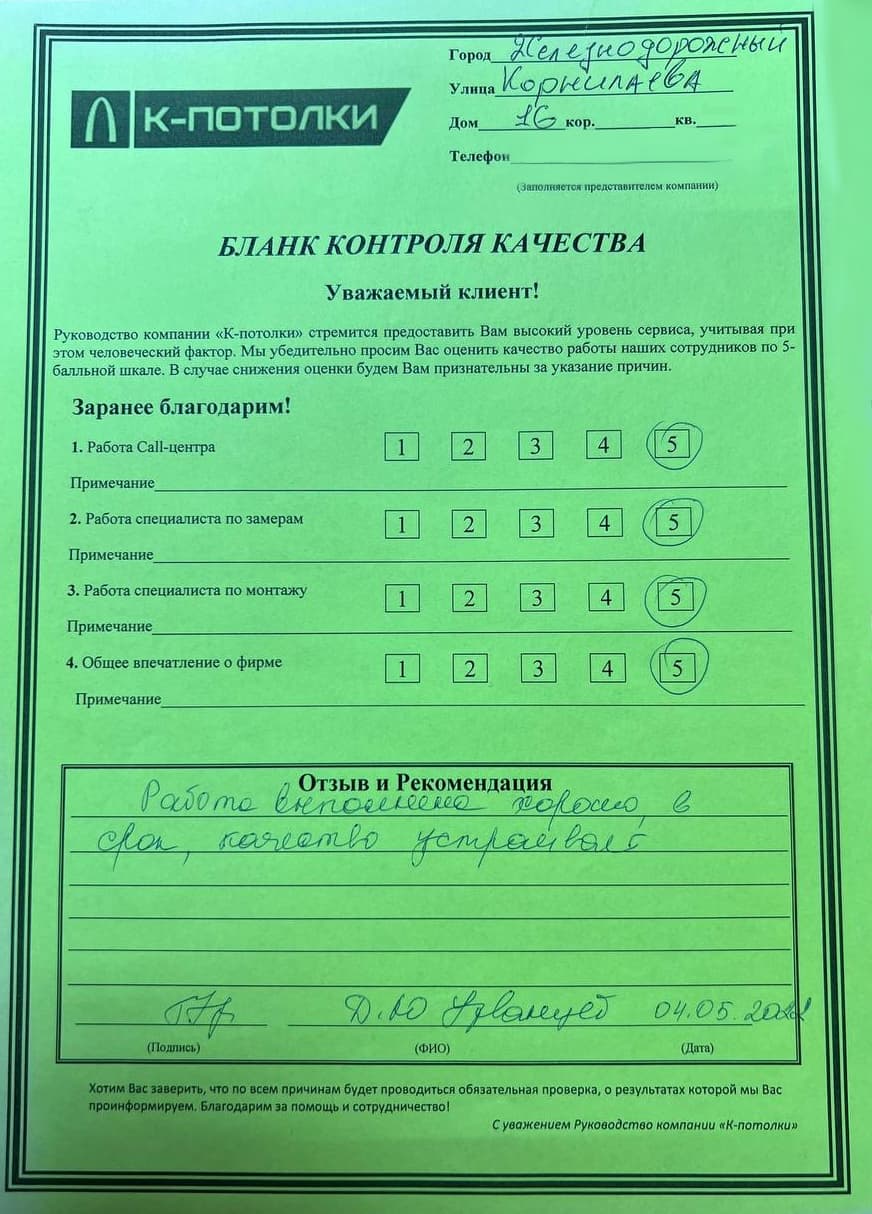 К-ПОТОЛКИ
Город Железнодорожный
Улица Корнилаева
Дом 16 кор. кв.
Телефон
(Заполняется представителем компании)
БЛАНК КОНТРОЛЯ КАЧЕСТВА
Уважаемый клиент!
Руководство компании «К-потолки» стремится предоставить Вам высокий уровень сервиса, учитывая при
этом человеческий фактор. Мы убедительно просим Вас оценить качество работы наших сотрудников по 5-
балльной шкале. В случае снижения оценки будем Вам признательны за указание причин.
Заранее благодарим!
1. Работа Call-центра 1 2 3 4 5
Примечание
2. Работа специалиста по замерам 1 2 3 4 5
Примечание
3. Работа специалиста по монтажу 1 2 3 4 5
Примечание
4. Общее впечатление о фирме 1 2 3 4 5
Примечание
Отзыв и Рекомендация
Работа выполнена хорошо, в
срок, качество устраивает
Д.Ю 04.05.2022
(Подпись) (ФИО) (Дата)
Хотим Вас заверить, что по всем причинам будет проводиться обязательная проверка, о результатах которой мы Вас
проинформируем. Благодарим за помощь и сотрудничество!
С уважением Руководство компании «К-потолки»